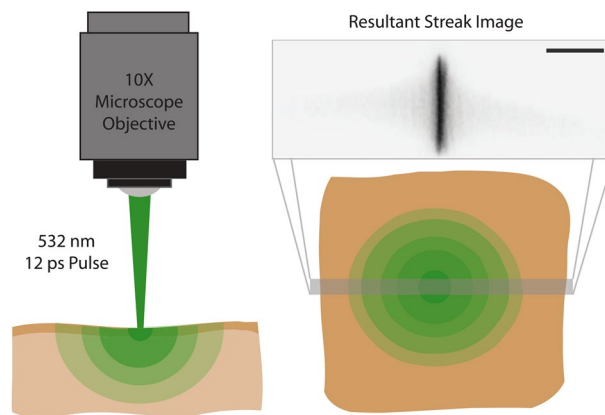 Resultant Streak Image
10X
Microscope
Objective
532 nm
12 ps Pulse